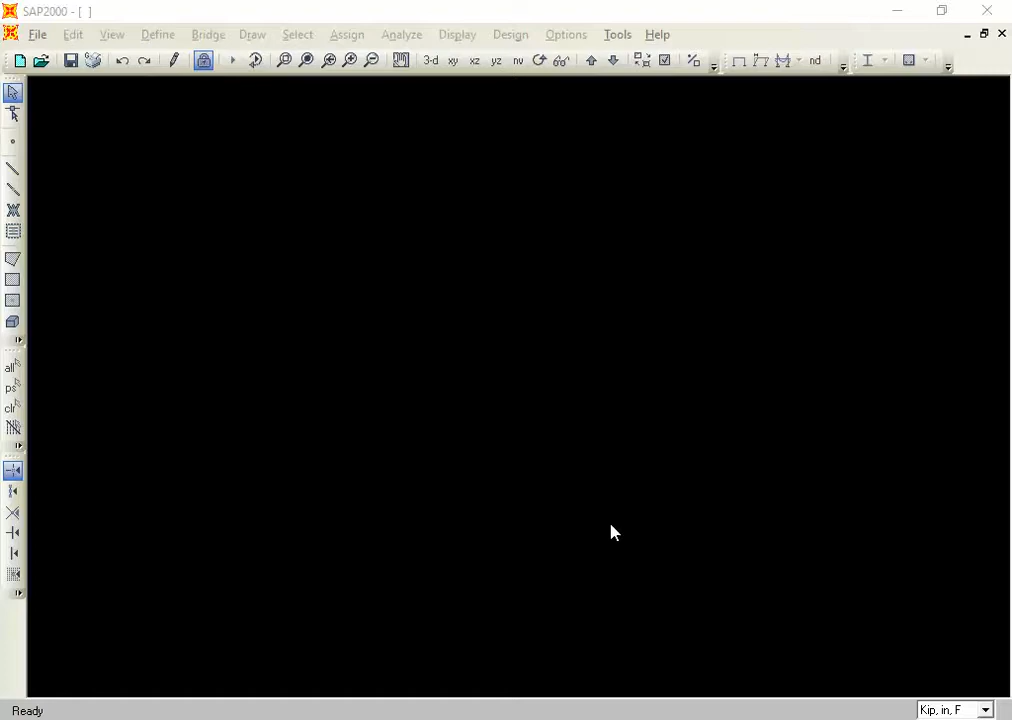 SAP2000 - [ ]
File Edit View Define Bridge Draw Select Assign Analyze Display Design Options Tools Help
3-d xy xz yz nv nd
all
ps
clr
Ready Kip, in, F